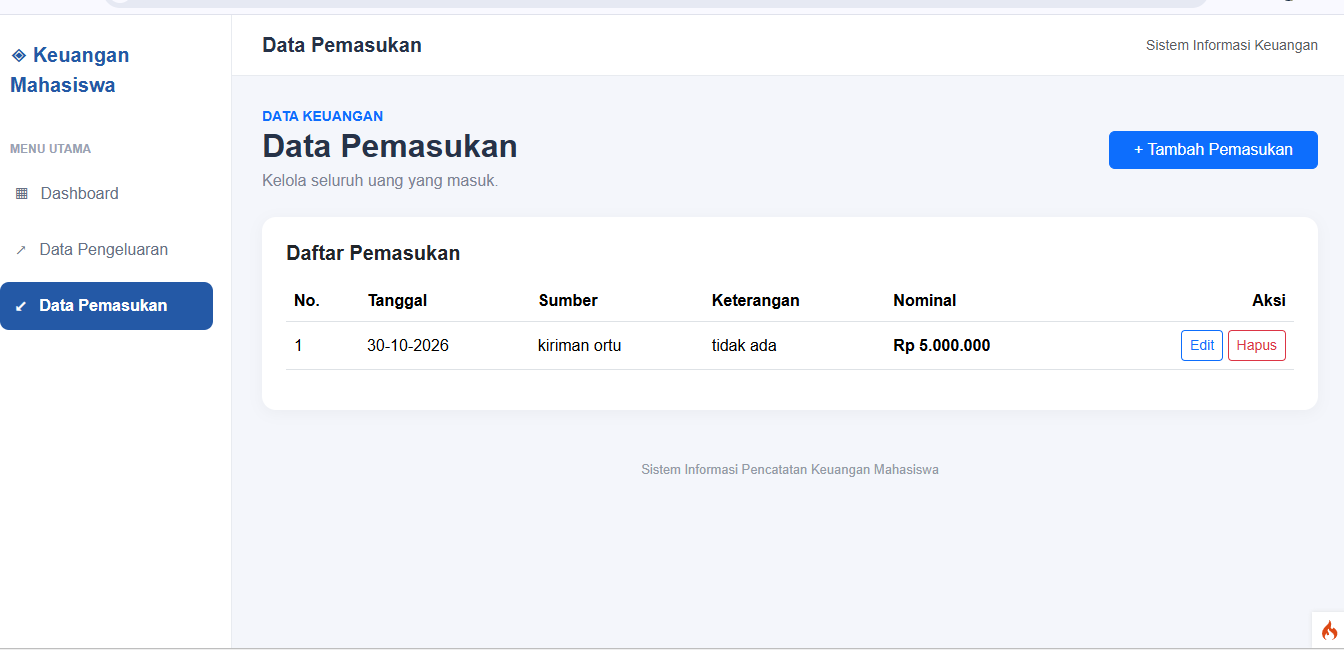 Keuangan
Mahasiswa
MENU UTAMA
Dashboard
Data Pengeluaran
Data Pemasukan
Data Pemasukan
Sistem Informasi Keuangan
DATA KEUANGAN
Data Pemasukan
Kelola seluruh uang yang masuk.
+ Tambah Pemasukan
Daftar Pemasukan
No. Tanggal Sumber Keterangan Nominal Aksi
1 30-10-2026 kiriman ortu tidak ada Rp 5.000.000 Edit Hapus
Sistem Informasi Pencatatan Keuangan Mahasiswa